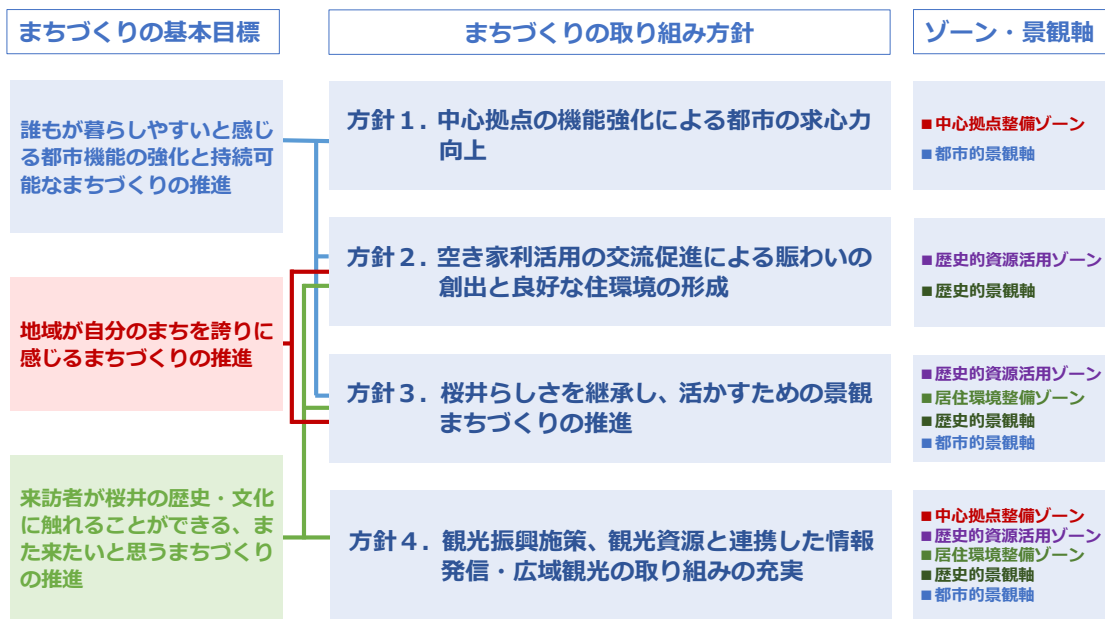 まちづくりの基本目標
まちづくりの取り組み方針
ゾーン・景観軸
誰もが暮らしやすいと感じ
る都市機能の強化と持続可
能なまちづくりの推進
地域が自分のまちを誇りに
感じるまちづくりの推進
来訪者が桜井の歴史・文化
に触れることができる、ま
た来たいと思うまちづくり
の推進
方針１．中心拠点の機能強化による都市の求心力
向上
■中心拠点整備ゾーン
■都市的景観軸
方針２．空き家利活用の交流促進による賑わいの
創出と良好な住環境の形成
■歴史的資源活用ゾーン
■歴史的景観軸
方針３．桜井らしさを継承し、活かすための景観
まちづくりの推進
■歴史的資源活用ゾーン
■居住環境整備ゾーン
■歴史的景観軸
■都市的景観軸
方針４．観光振興施策、観光資源と連携した情報
発信・広域観光の取り組みの充実
■中心拠点整備ゾーン
■歴史的資源活用ゾーン
■居住環境整備ゾーン
■歴史的景観軸
■都市的景観軸